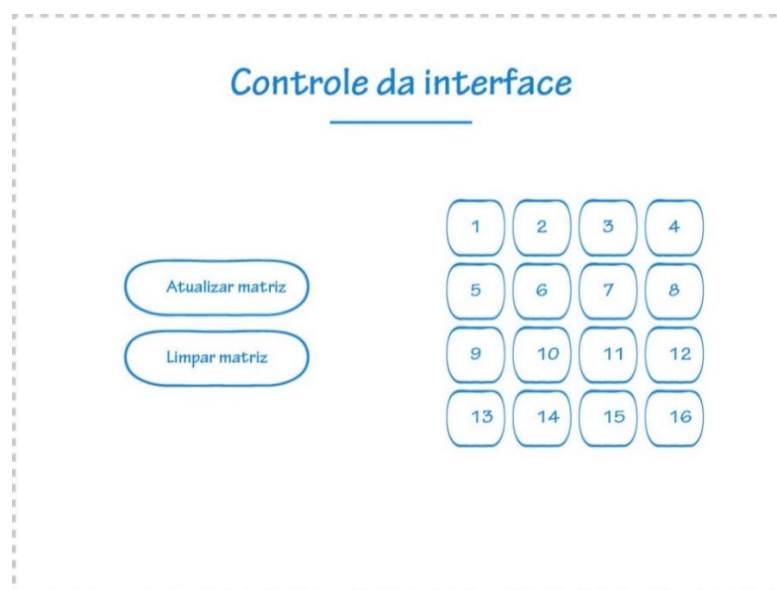 Controle da interface
Atualizar matriz
Limpar matriz
1 2 3 4
5 6 7 8
9 10 11 12
13 14 15 16